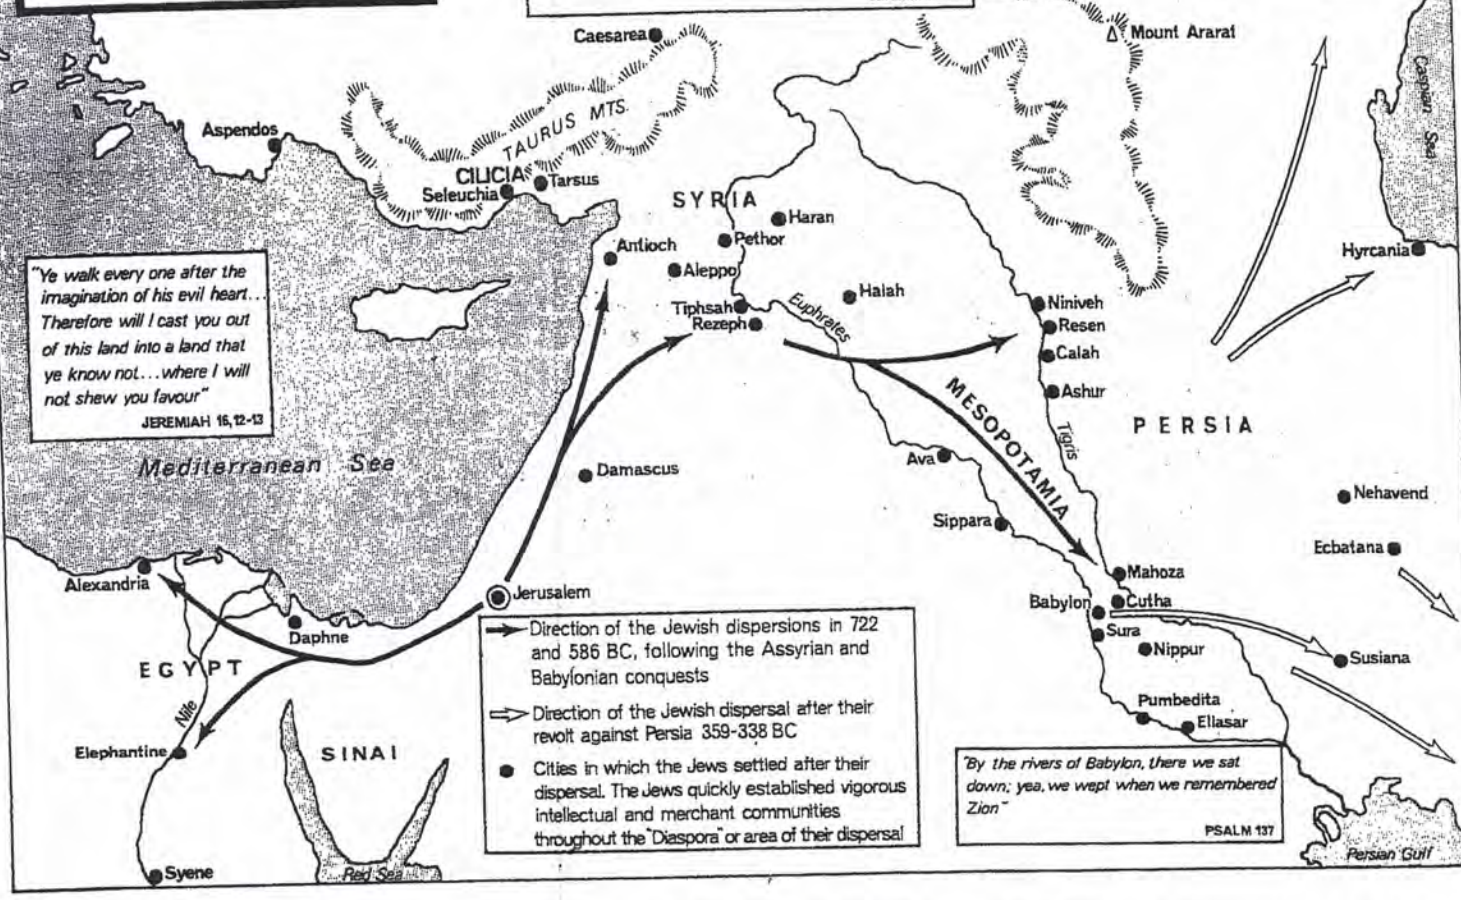 Caesarea
Mount Ararat
Caspian Sea
Aspendos
TAURUS MTS.
CILICIA
Seleuchia
Tarsus
SYRIA
Haran
Pethor
Antioch
Aleppo
Hyrcania
"Ye walk every one after the
imagination of his evil heart...
Therefore will I cast you out
of this land into a land that
ye know not...where I will
not shew you favour"
JEREMIAH 16,12-13
Tiphsah
Rezeph
Euphrates
Halah
Niniveh
Resen
Calah
Ashur
MESOPOTAMIA
Tigris
PERSIA
Mediterranean Sea
Damascus
Ava
Sippara
Nehavend
Ecbatana
Alexandria
Jerusalem
Daphne
EGYPT
Nile
Mahoza
Babylon
Cutha
Sura
Nippur
Susiana
Pumbedita
Ellasar
Elephantine
SINAI
Syene
Red Sea
Direction of the Jewish dispersions in 722
and 586 BC, following the Assyrian and
Babylonian conquests
Direction of the Jewish dispersal after their
revolt against Persia 359-338 BC
Cities in which the Jews settled after their
dispersal. The Jews quickly established vigorous
intellectual and merchant communities
throughout the "Diaspora" or area of their dispersal
"By the rivers of Babylon, there we sat
down; yea, we wept when we remembered
Zion"
PSALM 137
Persian Gulf